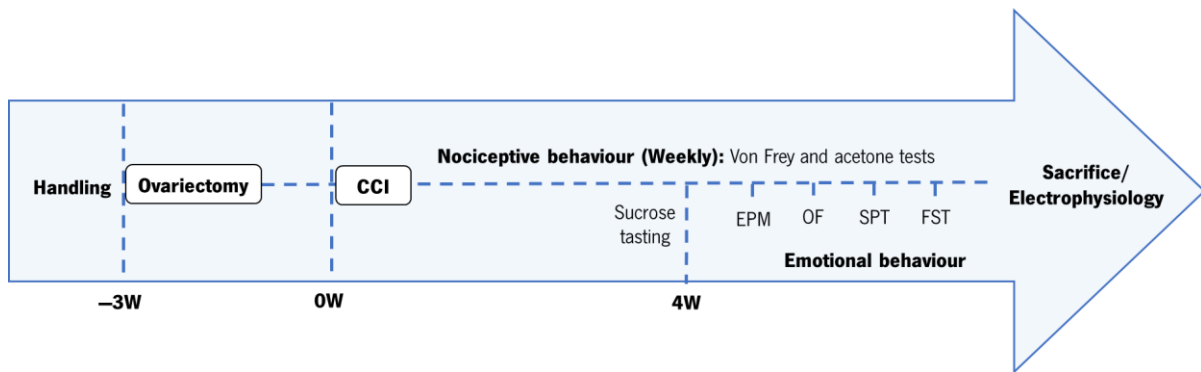 Nociceptive behaviour (Weekly): Von Frey and acetone tests
Handling
Ovariectomy
CCI
Sacrifice/
Electrophysiology
Sucrose
tasting
EPM
OF
SPT
FST
Emotional behaviour
—3W
0W
4W